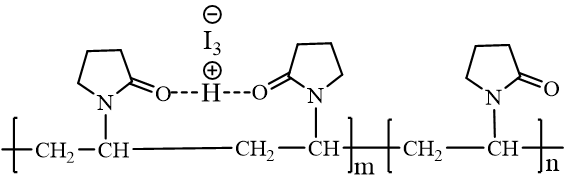 ⊖
I3
⊕
O H O O
N N N
CH2 CH CH2 CH m CH2 CH n